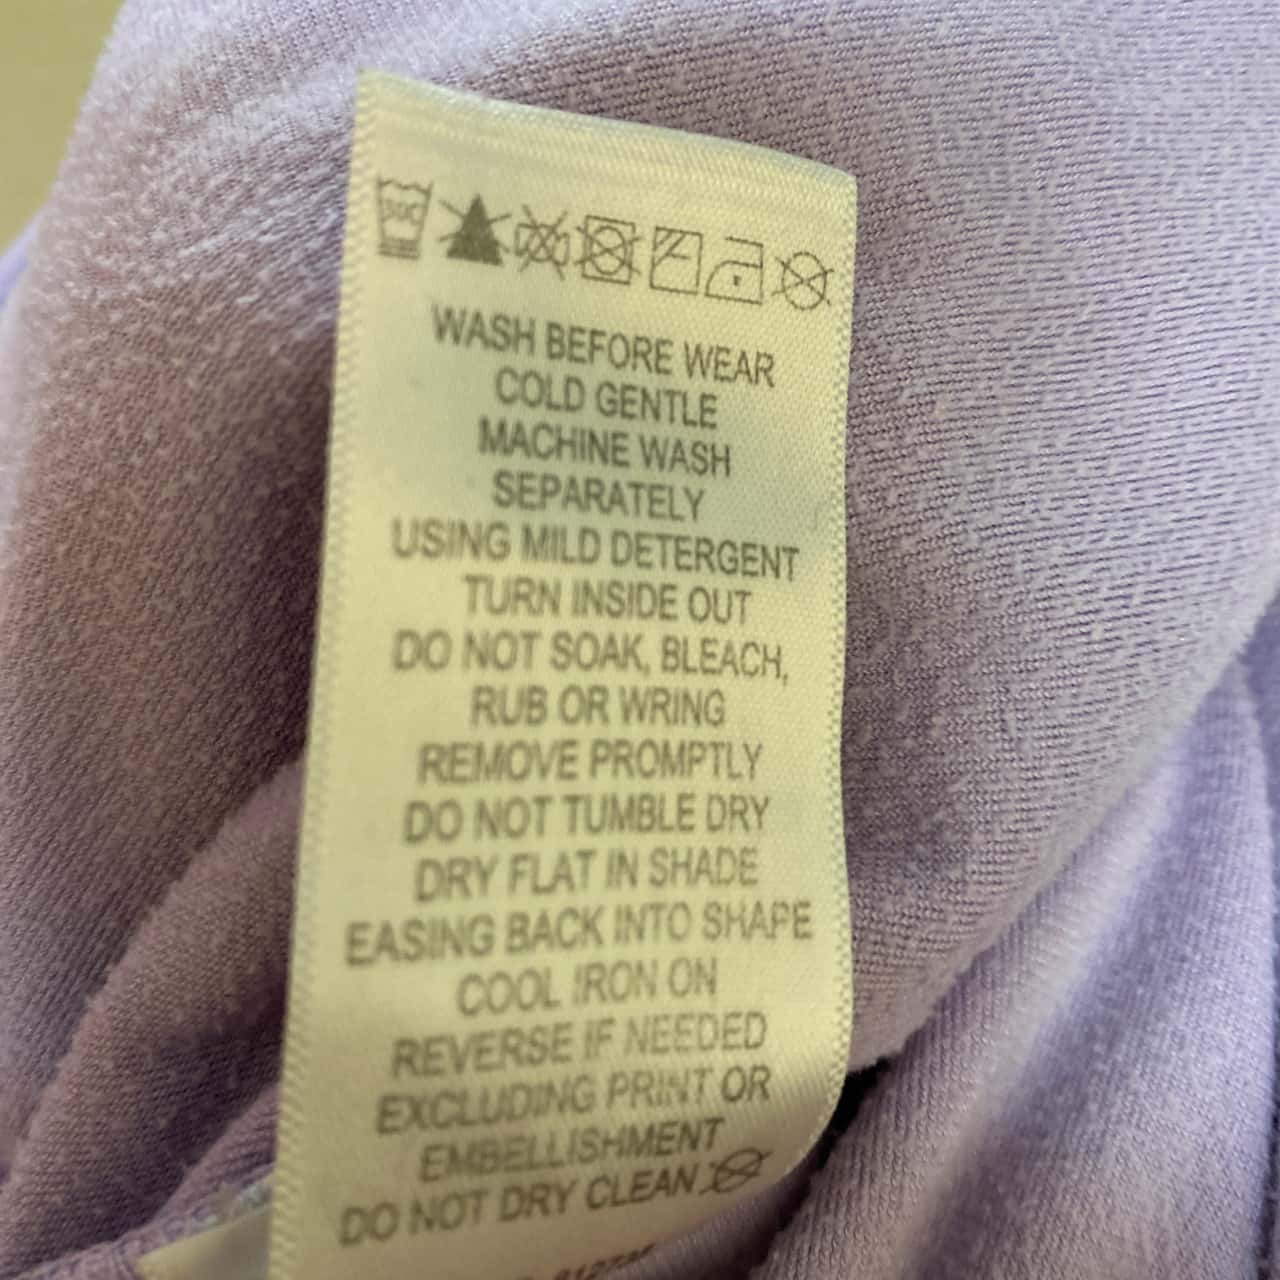 30C
WASH BEFORE WEAR
COLD GENTLE
MACHINE WASH
SEPARATELY
USING MILD DETERGENT
TURN INSIDE OUT
DO NOT SOAK, BLEACH,
RUB OR WRING
REMOVE PROMPTLY
DO NOT TUMBLE DRY
DRY FLAT IN SHADE
EASING BACK INTO SHAPE
COOL IRON ON
REVERSE IF NEEDED
EXCLUDING PRINT OR
EMBELLISHMENT
DO NOT DRY CLEAN